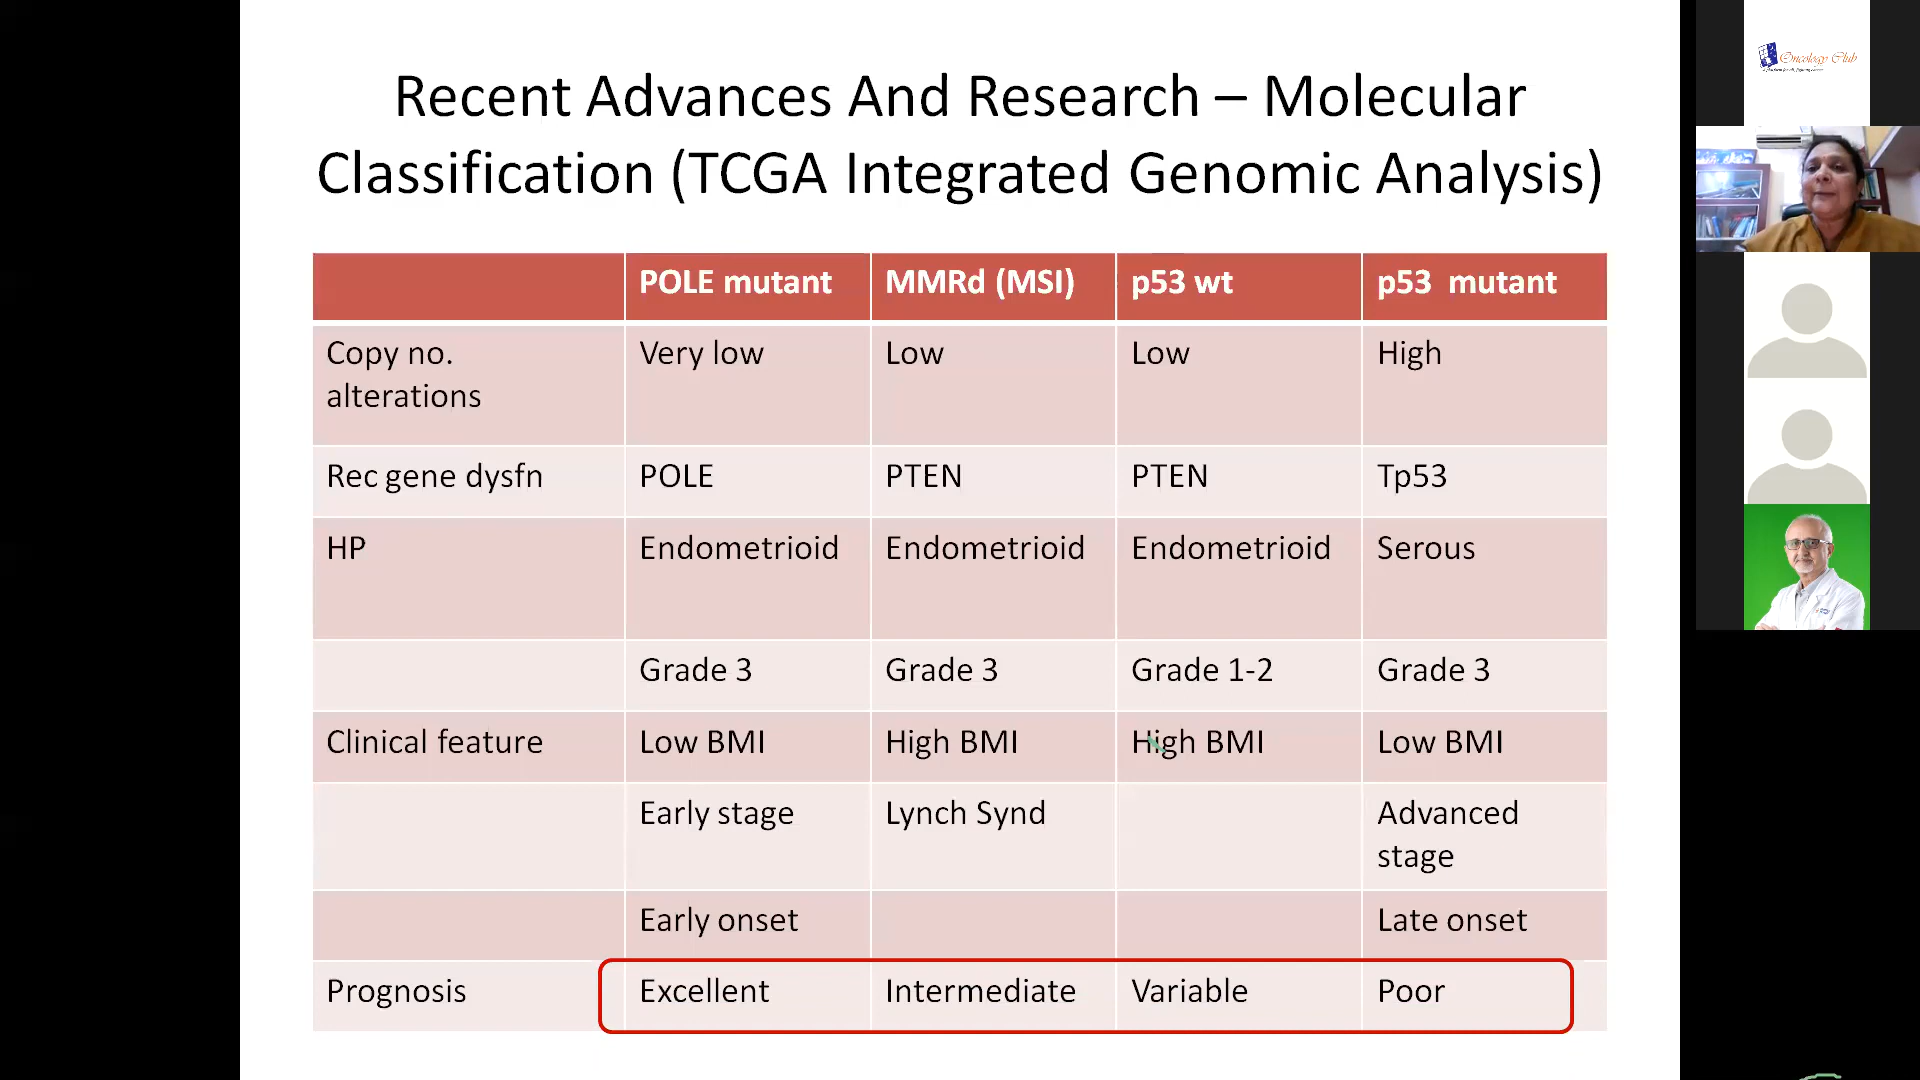 Recent Advances And Research – Molecular
Classification (TCGA Integrated Genomic Analysis)
POLE mutant MMRd (MSI) p53 wt p53 mutant
Copy no. alterations Very low Low Low High
Rec gene dysfn POLE PTEN PTEN Tp53
HP Endometrioid Endometrioid Endometrioid Serous
Grade 3 Grade 3 Grade 1-2 Grade 3
Clinical feature Low BMI High BMI High BMI Low BMI
Early stage Lynch Synd Advanced stage
Early onset Late onset
Prognosis Excellent Intermediate Variable Poor
Oncology Club